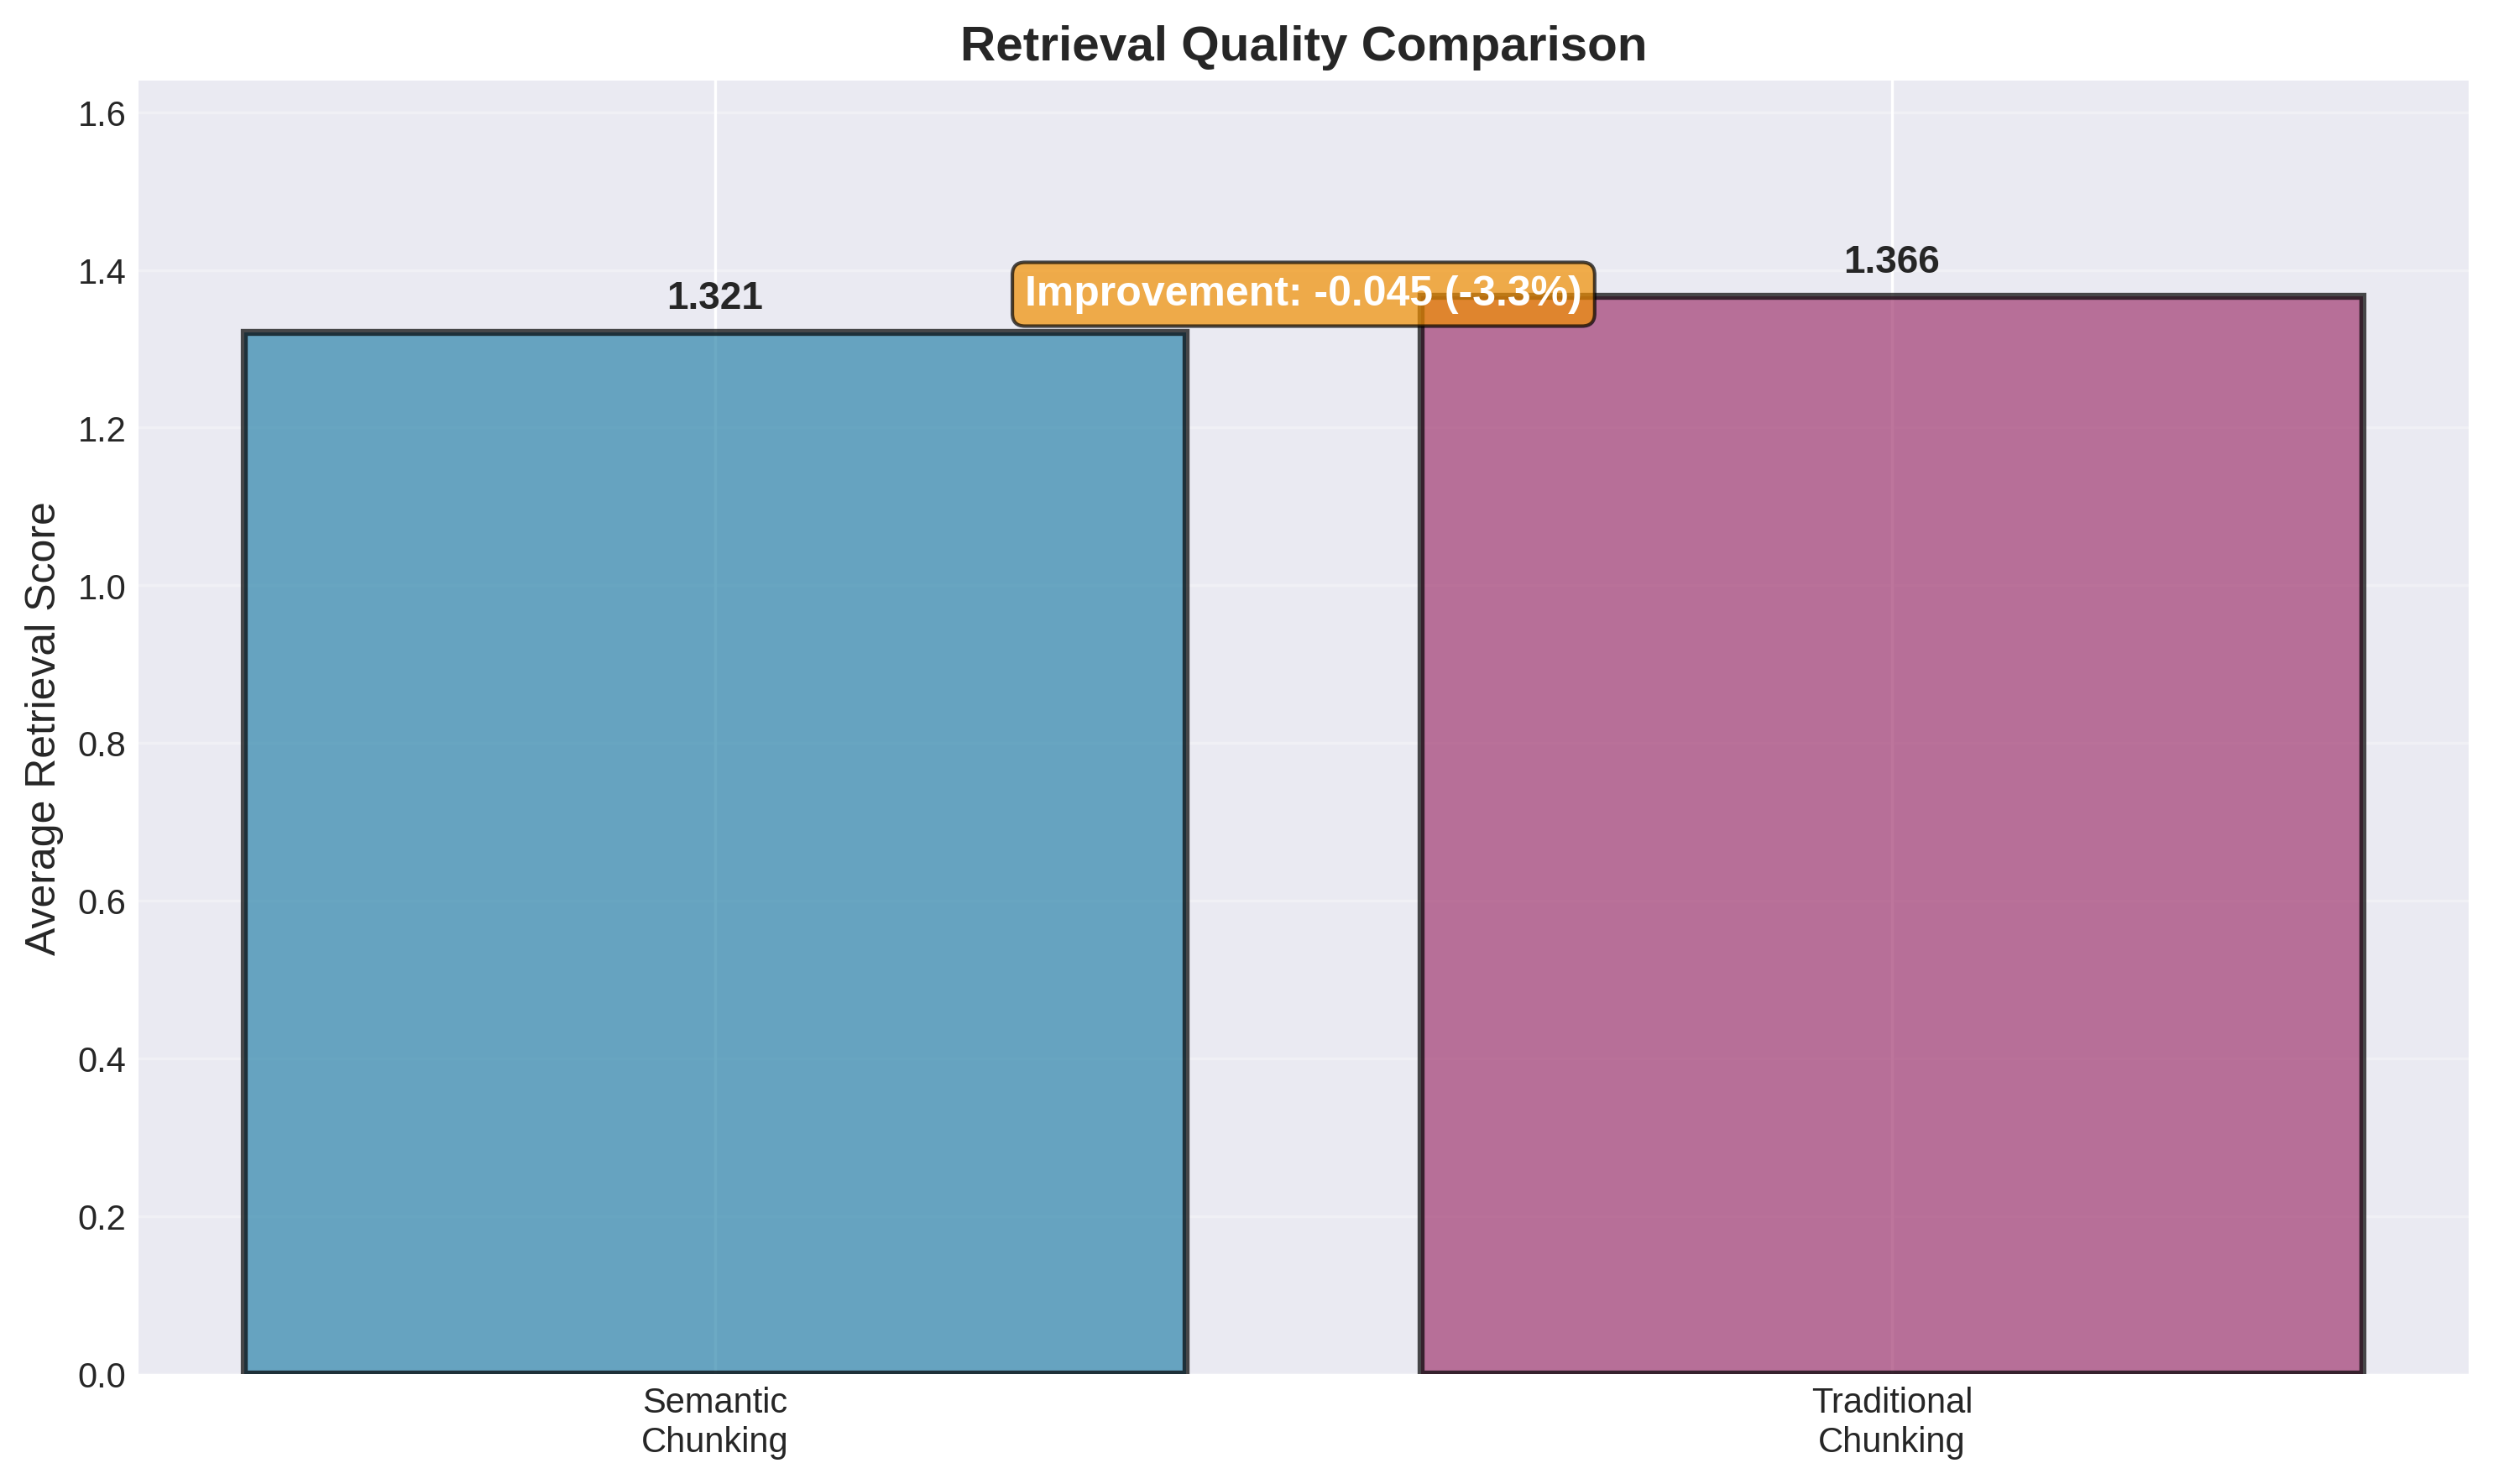 Retrieval Quality Comparison
Average Retrieval Score
1.6
1.4
1.2
1.0
0.8
0.6
0.4
0.2
0.0
1.321
Improvement: -0.045 (-3.3%)
1.366
Semantic
Chunking
Traditional
Chunking